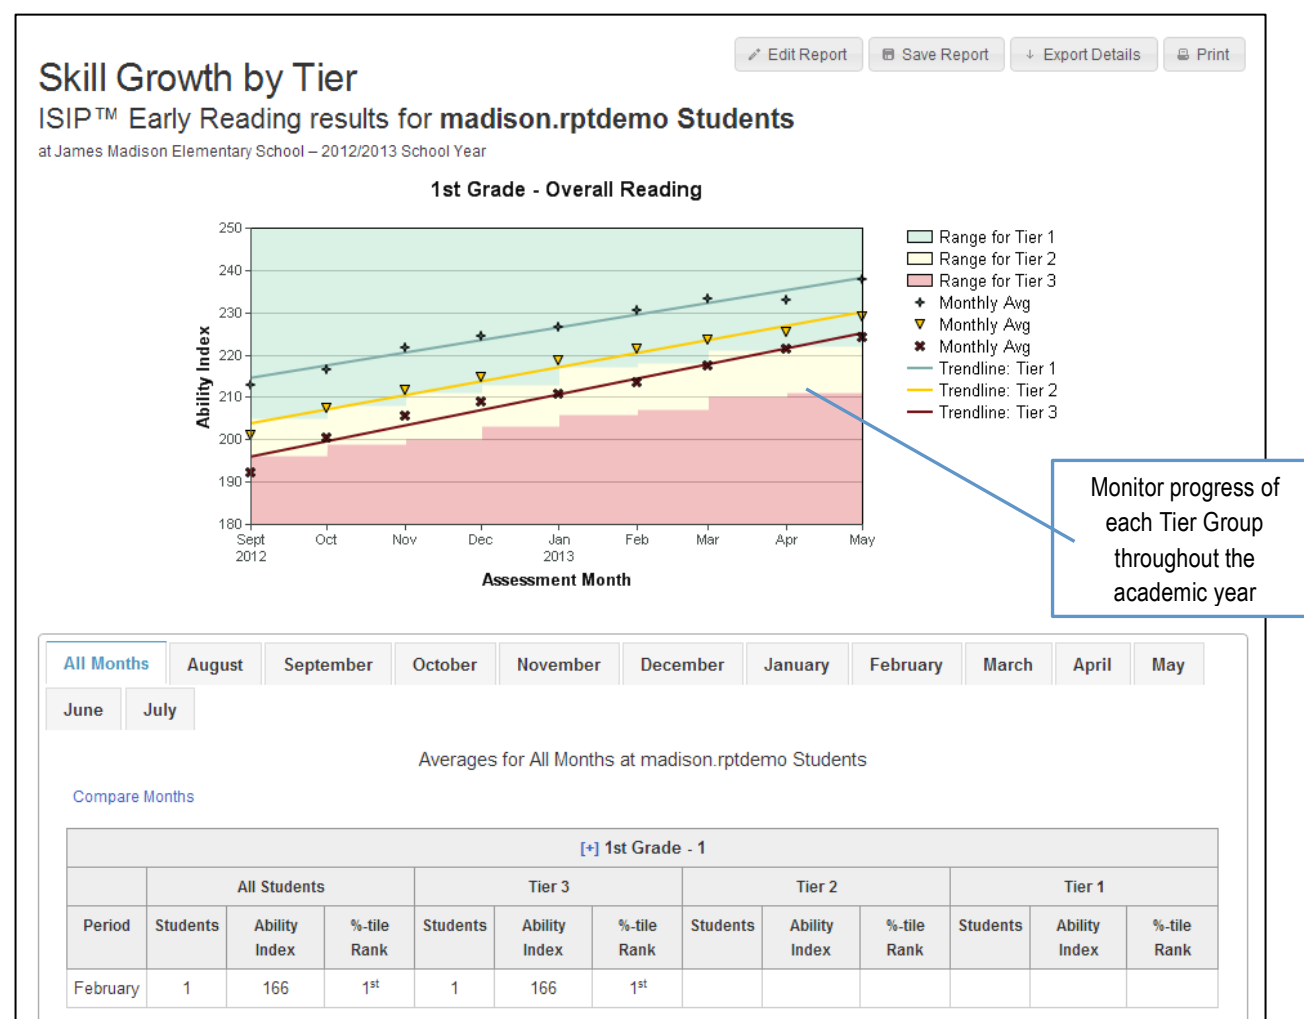 Edit Report
Save Report
Export Details
Print
Skill Growth by Tier
ISIP™ Early Reading results for madison.rptdemo Students
at James Madison Elementary School – 2012/2013 School Year
1st Grade - Overall Reading
250
240
230
220
210
200
190
180
Ability Index
Sept 2012
Oct
Nov
Dec
Jan 2013
Feb
Mar
Apr
May
Assessment Month
Range for Tier 1
Range for Tier 2
Range for Tier 3
Monthly Avg
Monthly Avg
Monthly Avg
Trendline: Tier 1
Trendline: Tier 2
Trendline: Tier 3
Monitor progress of
each Tier Group
throughout the
academic year
All Months August September October November December January February March April May
June July
Averages for All Months at madison.rptdemo Students
Compare Months
[+] 1st Grade - 1
All Students Tier 3 Tier 2 Tier 1
Period Students Ability Index %-tile Rank Students Ability Index %-tile Rank Students Ability Index %-tile Rank Students Ability Index %-tile Rank
February 1 166 1st 1 166 1st